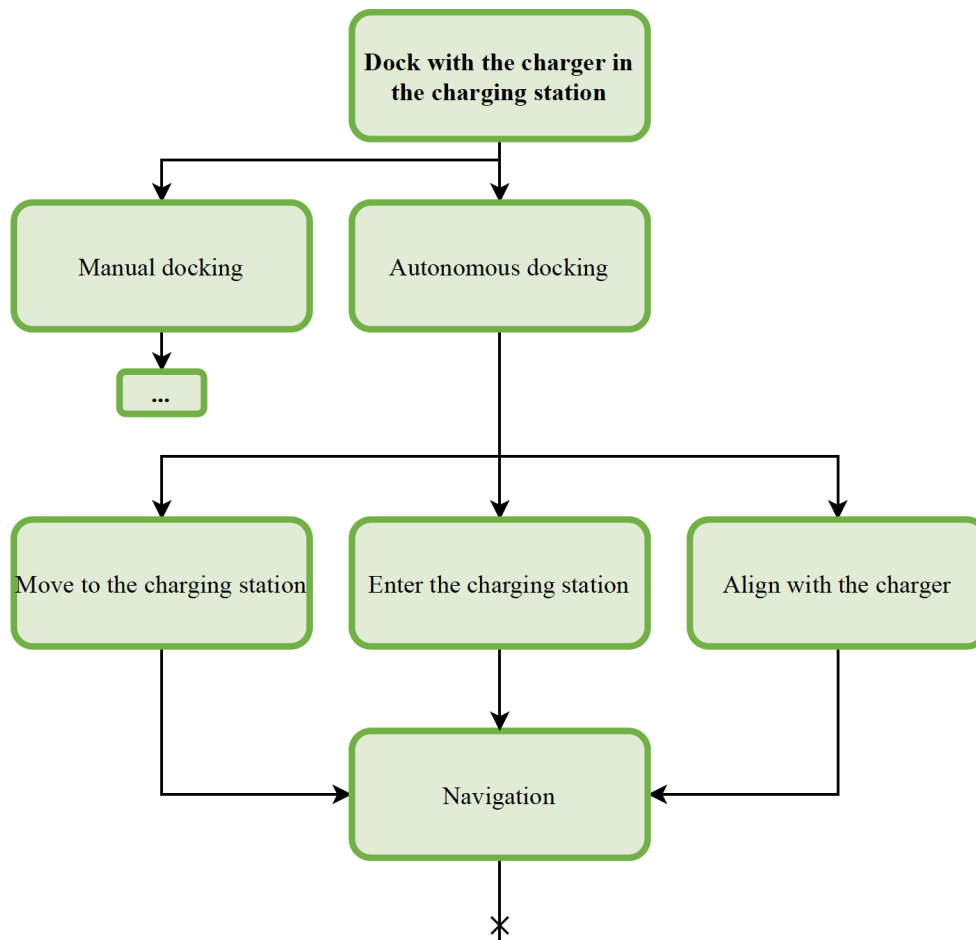 Dock with the charger in
the charging station
Manual docking
Autonomous docking
...
Move to the charging station
Enter the charging station
Align with the charger
Navigation